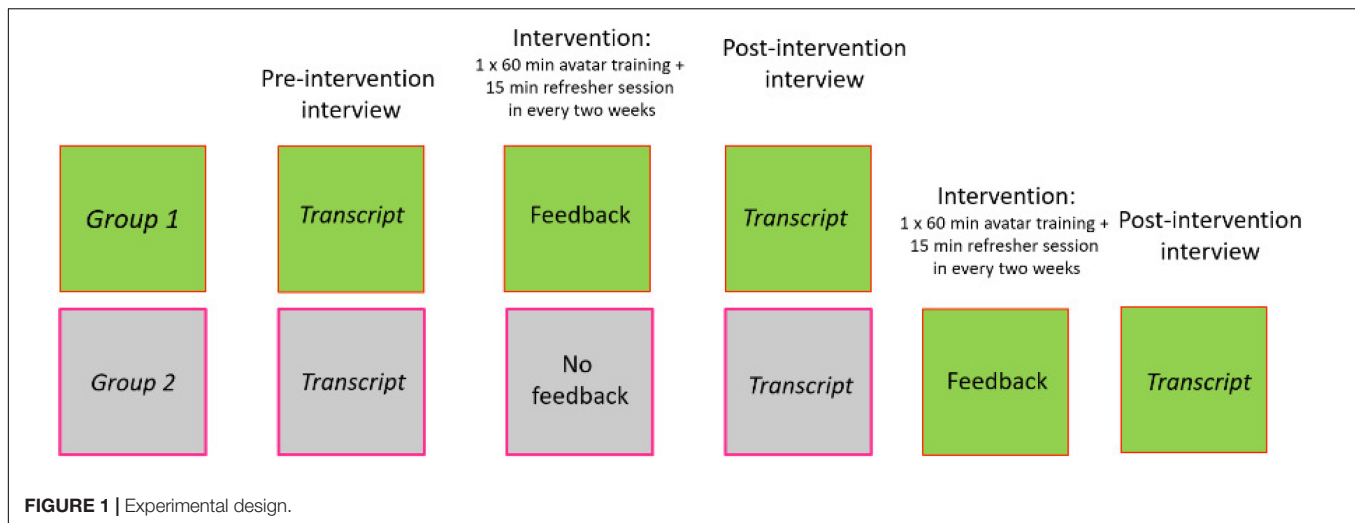 Pre-intervention
interview
Intervention:
1 x 60 min avatar training +
15 min refresher session
in every two weeks
Post-intervention
interview
Group 1
Transcript
Feedback
Transcript
Intervention:
1 x 60 min avatar training +
15 min refresher session
in every two weeks
Post-intervention
interview
Group 2
Transcript
No
feedback
Transcript
Feedback
Transcript
FIGURE 1 | Experimental design.